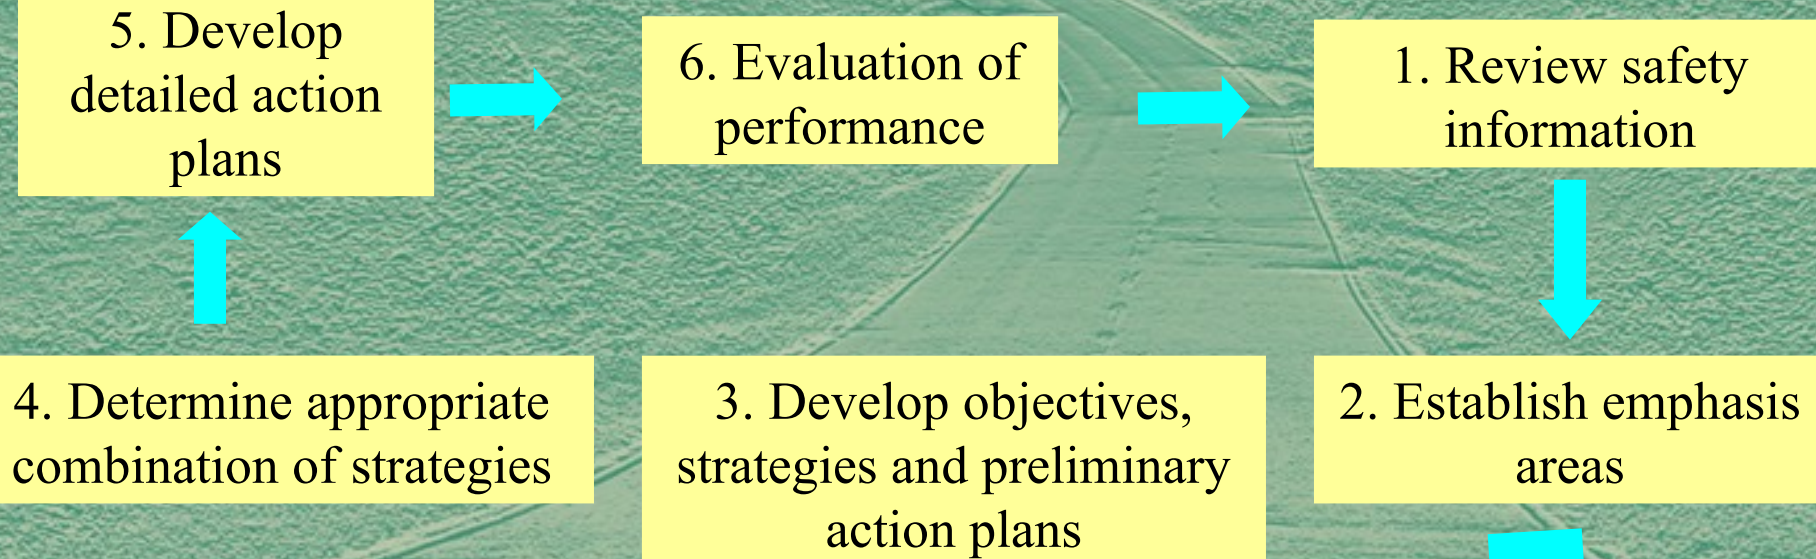 5. Develop
detailed action
plans
6. Evaluation of
performance
1. Review safety
information
4. Determine appropriate
combination of strategies
3. Develop objectives,
strategies and preliminary
action plans
2. Establish emphasis
areas